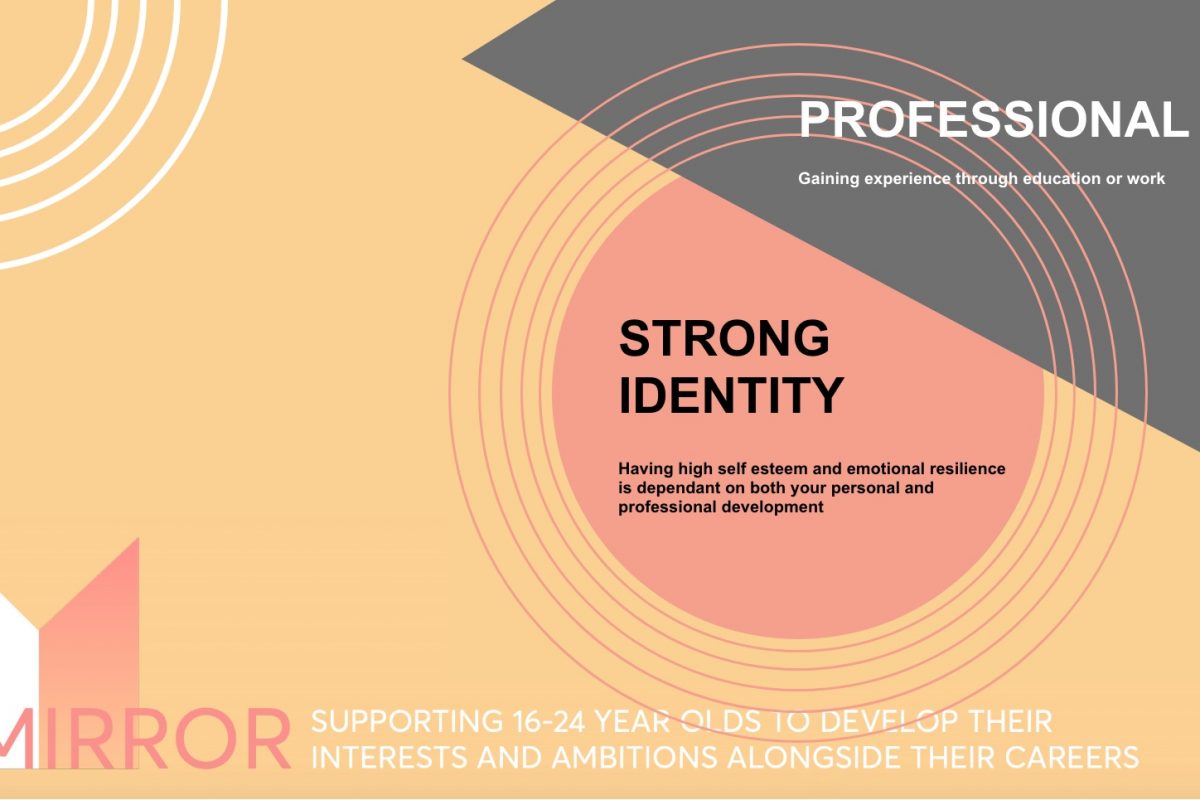 PROFESSIONAL
Gaining experience through education or work
STRONG
IDENTITY
Having high self esteem and emotional resilience
is dependant on both your personal and
professional development
MIRROR
SUPPORTING 16-24 YEAR OLDS TO DEVELOP THEIR
INTERESTS AND AMBITIONS ALONGSIDE THEIR CAREERS